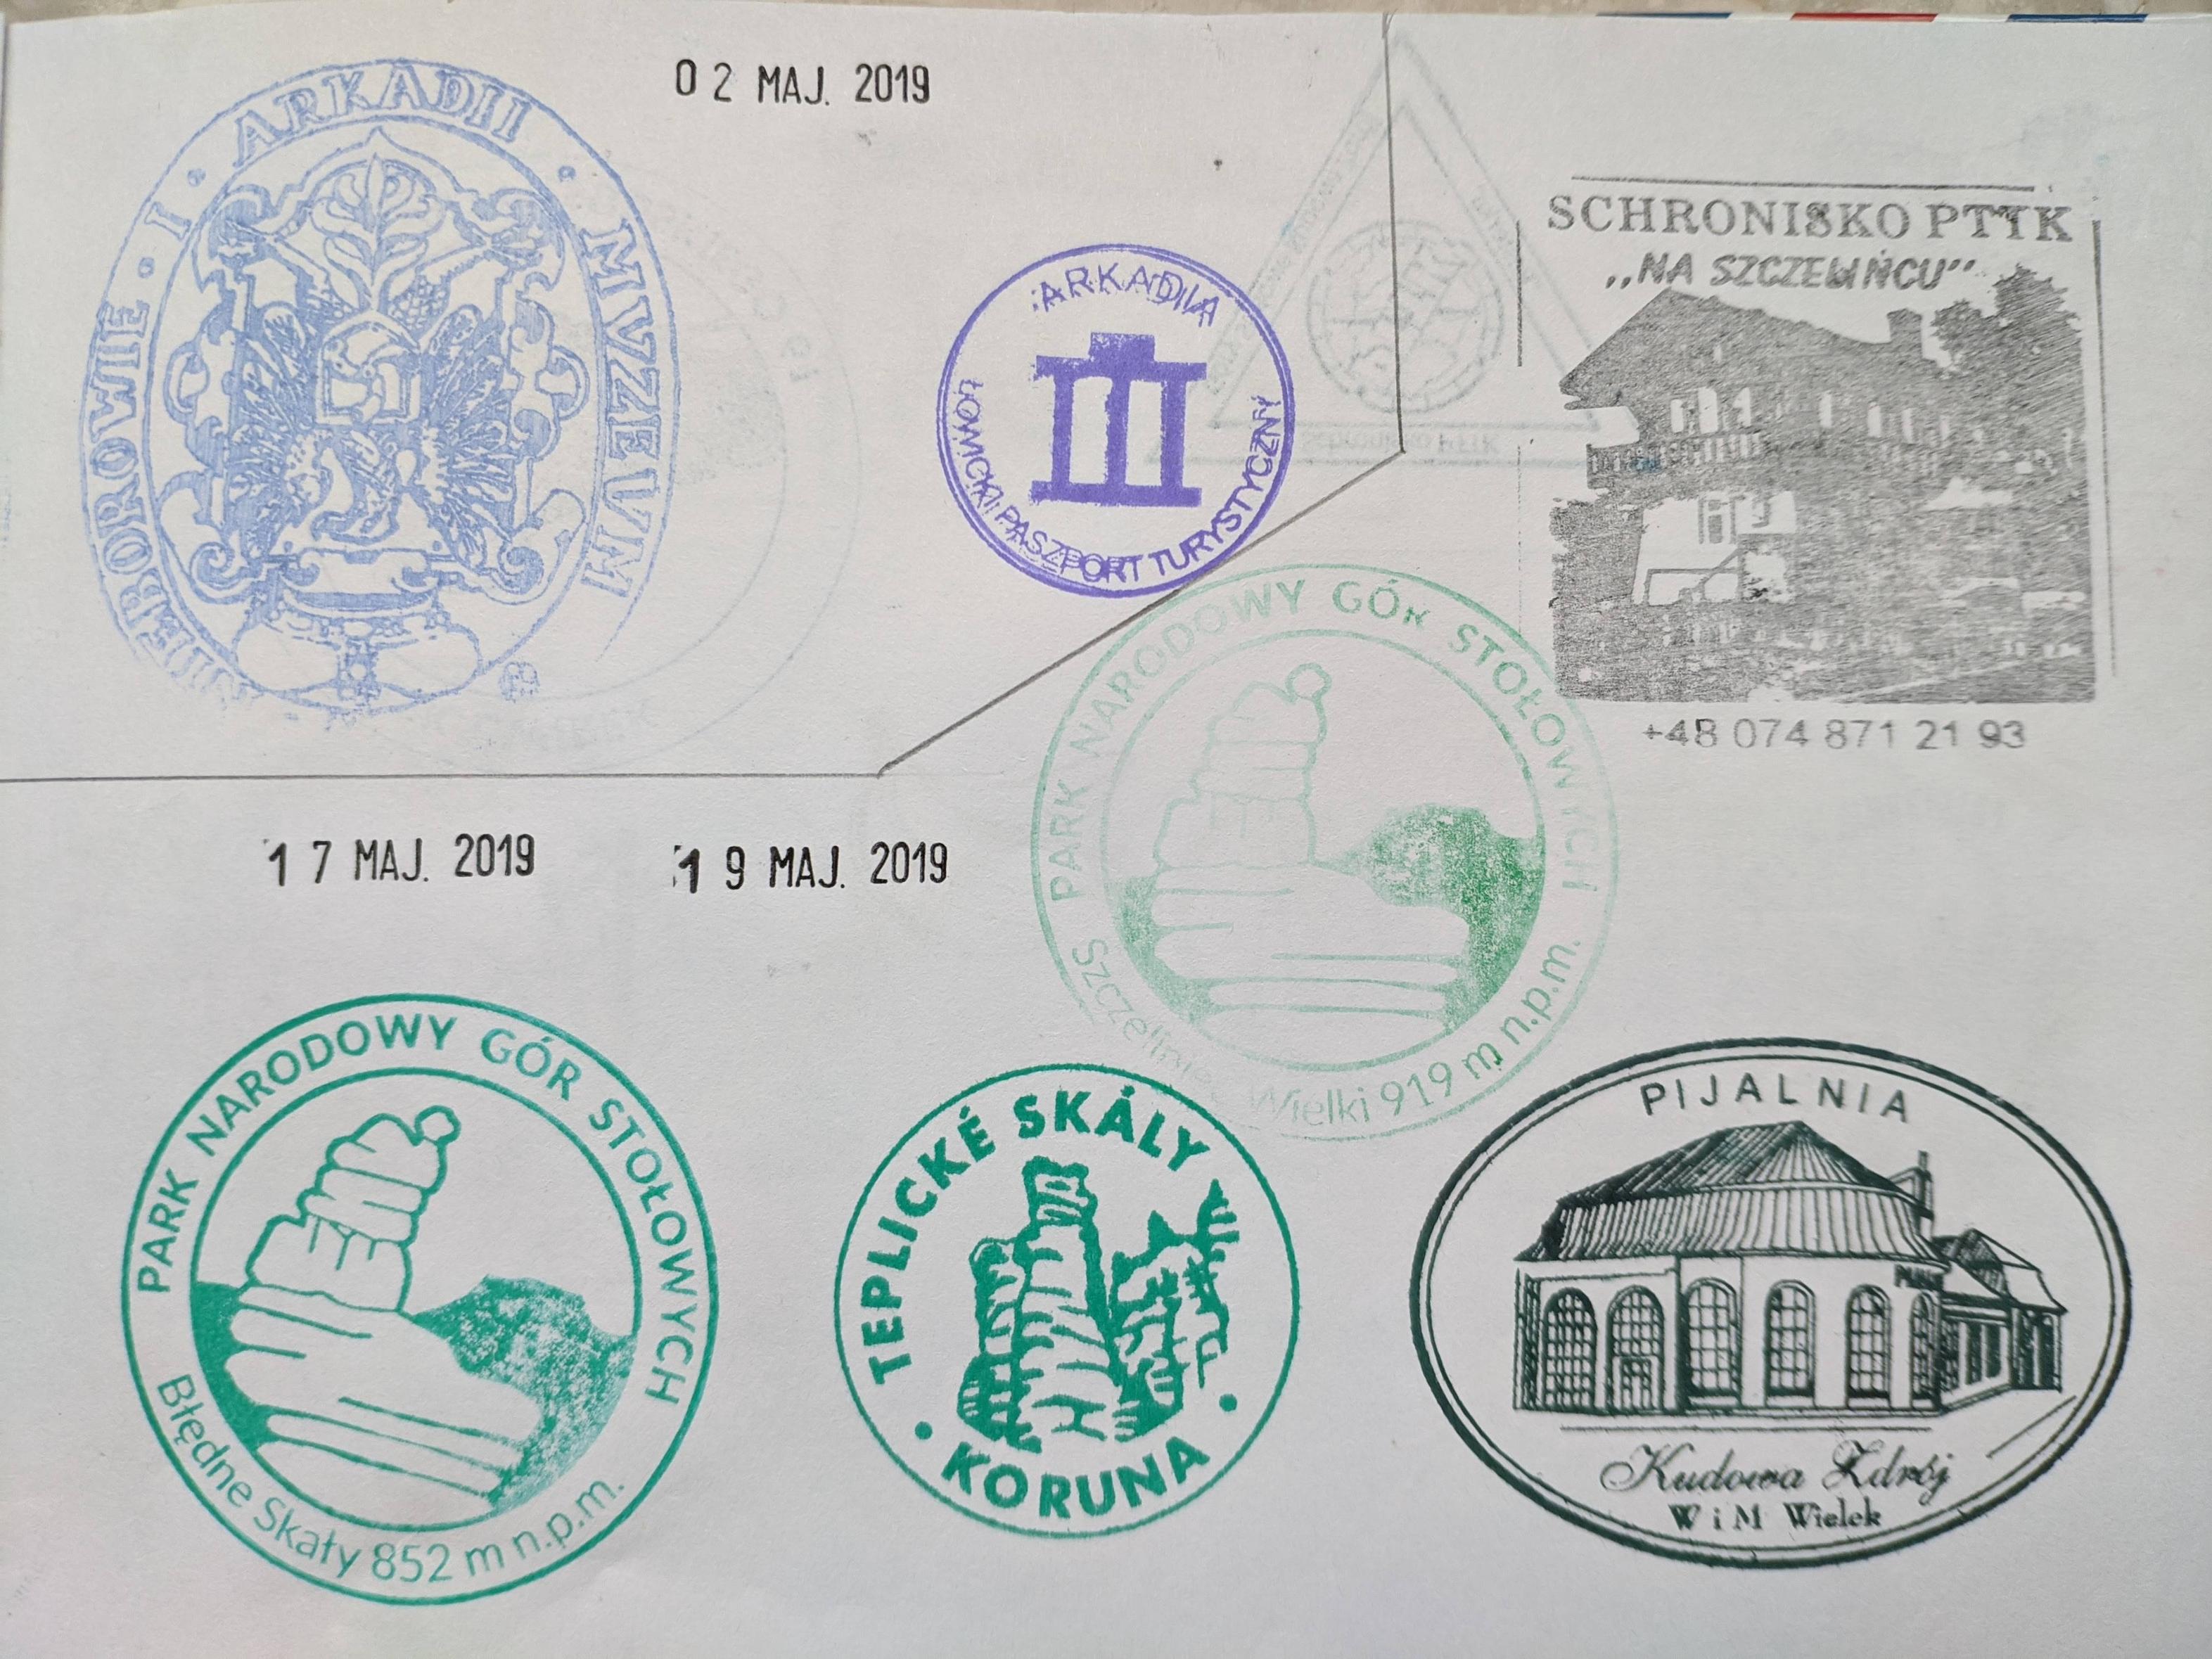 02 MAJ. 2019
NIEBOROWIE · I · ARKADII · MVZEVM
ARKADIA
ŁOWICKI PASZPORT TURYSTYCZNY
SCHRONISKO PTTK
„NA SZCZELIŃCU”
+48 074 871 21 93
Schronisko PTTK
17 MAJ. 2019
19 MAJ. 2019
PARK NARODOWY GÓR STOŁOWYCH
Szczeliniec Wielki 919 m n.p.m.
PARK NARODOWY GÓR STOŁOWYCH
Błędne Skały 852 m n.p.m.
TEPLICKÉ SKÁLY
· KORUNA ·
PIJALNIA
Kudowa Zdrój
W i M Wielek